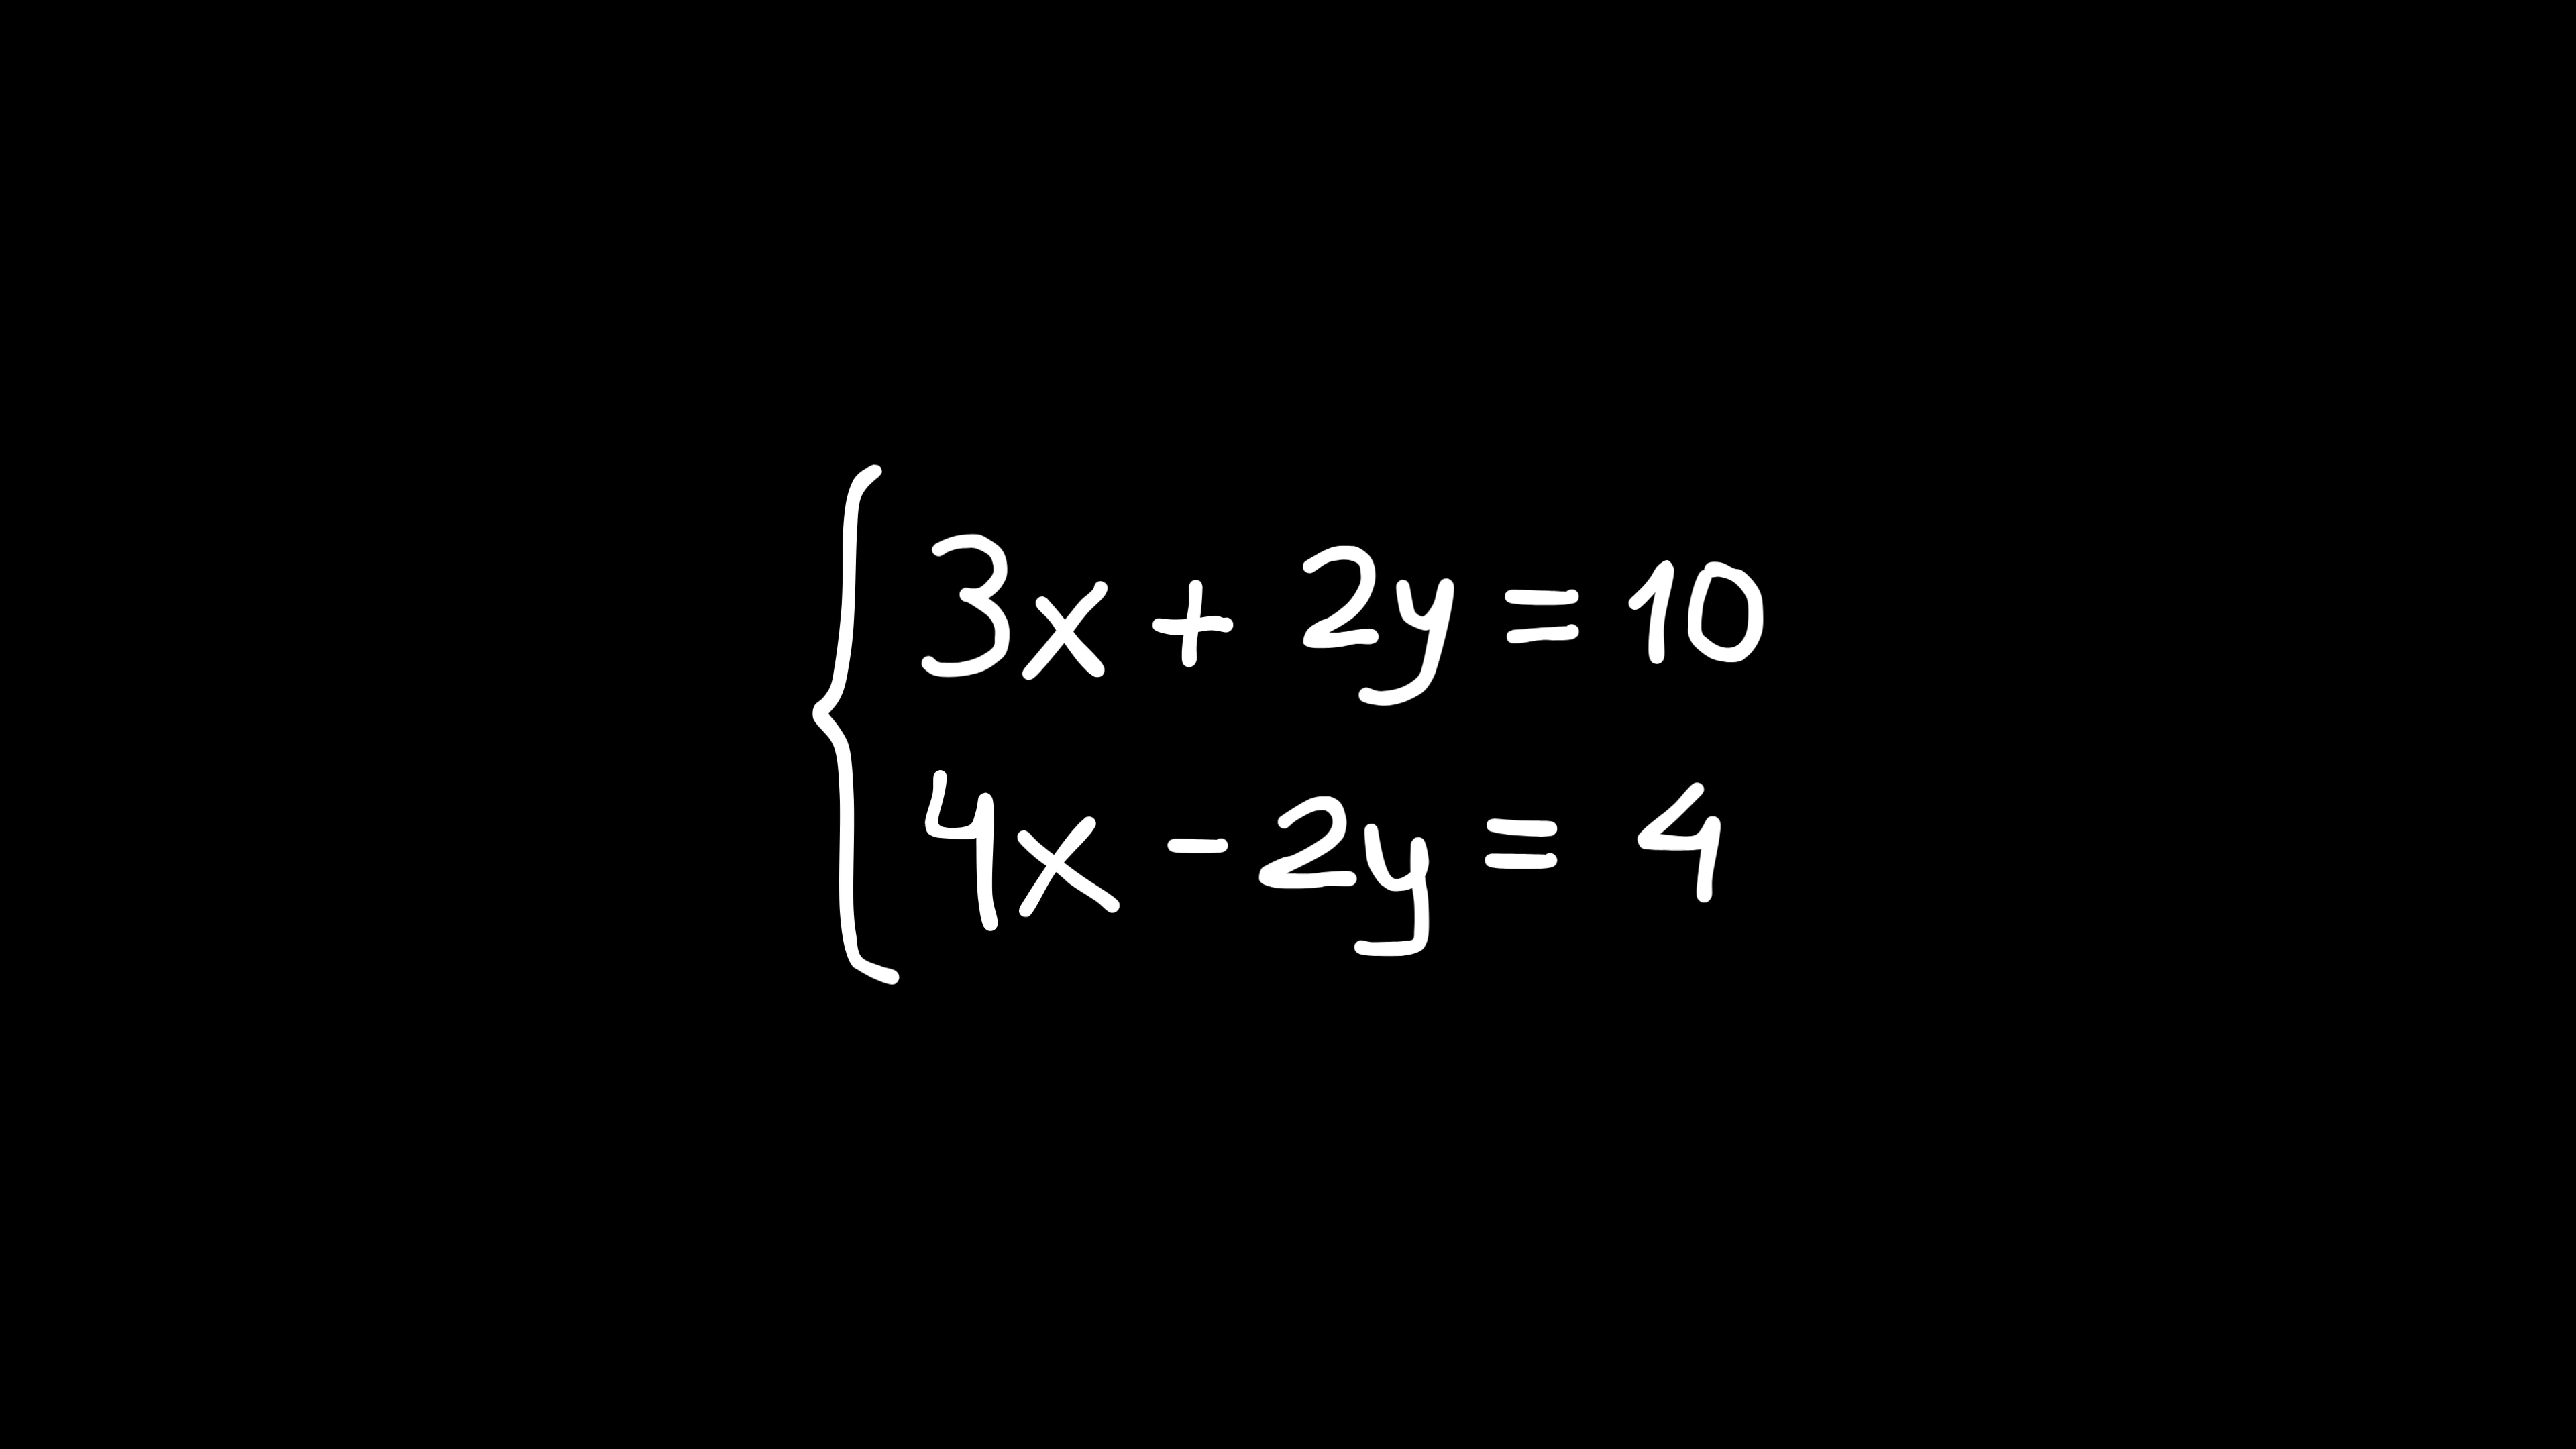 3x + 2y = 10
4x - 2y = 4